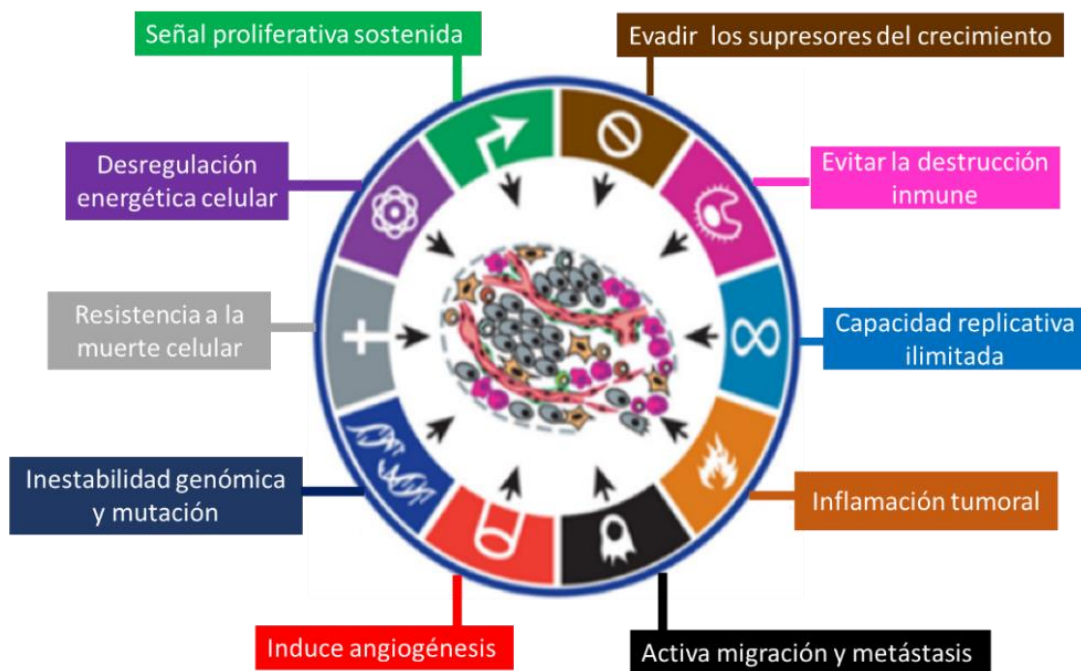 Señal proliferativa sostenida
Evadir los supresores del crecimiento
Desregulación
energética celular
Evitar la destrucción
inmune
Resistencia a la
muerte celular
Capacidad replicativa
ilimitada
Inestabilidad genómica
y mutación
Inflamación tumoral
Induce angiogénesis
Activa migración y metástasis